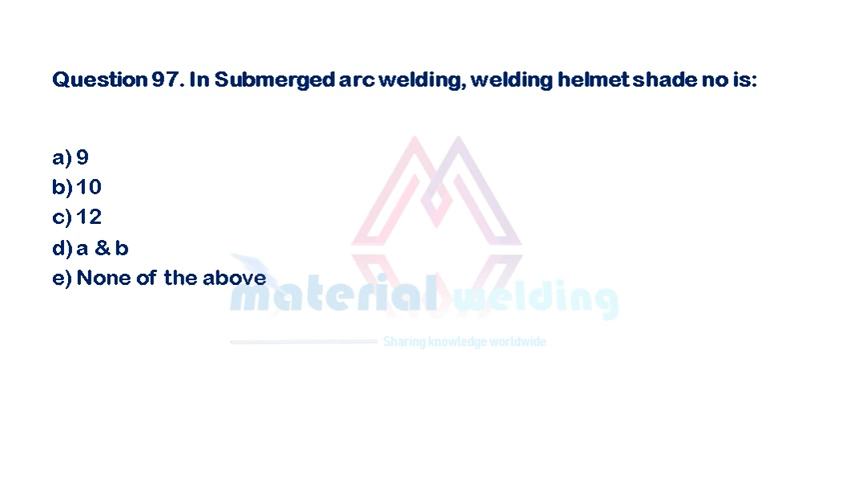 Question 97. In Submerged arc welding, welding helmet shade no is:
a) 9
b) 10
c) 12
d) a & b
e) None of the above
material welding
Sharing knowledge worldwide